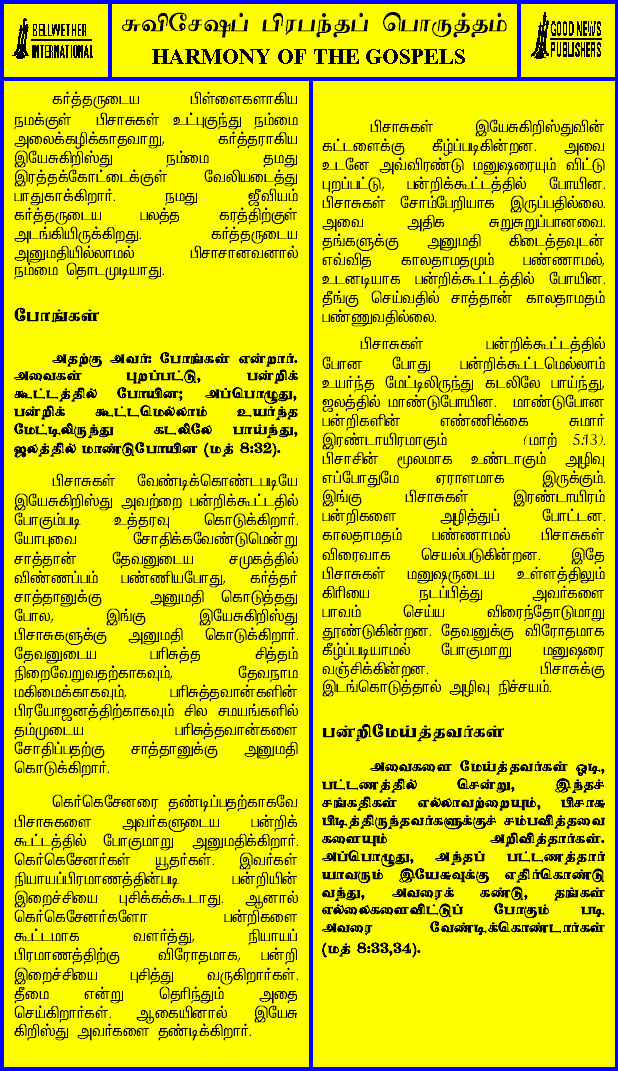 BELLWETHER
INTERNATIONAL
சுவிசேஷப் பிரபந்தப் பொருத்தம்
HARMONY OF THE GOSPELS
GOOD NEWS
PUBLISHERS
கர்த்தருடைய பிள்ளைகளாகிய
நமக்குள் பிசாசுகள் உட்புகுந்து நம்மை
அலைக்கழிக்காதவாறு, கர்த்தராகிய
இயேசுகிறிஸ்து நம்மை தமது
இரத்தக்கோட்டைக்குள் வேலியடைத்து
பாதுகாக்கிறார். நமது ஜீவியம்
கர்த்தருடைய பலத்த கரத்திற்குள்
அடங்கியிருக்கிறது. கர்த்தருடைய
அனுமதியில்லாமல் பிசாசானவனால்
நம்மை தொடமுடியாது.
போங்கள்
அதற்கு அவர்: போங்கள் என்றார்.
அவைகள் புறப்பட்டு, பன்றிக்
கூட்டத்தில் போயின; அப்பொழுது,
பன்றிக் கூட்டமெல்லாம் உயர்ந்த
மேட்டிலிருந்து கடலிலே பாய்ந்து,
ஜலத்தில் மாண்டுபோயின (மத் 8:32).
பிசாசுகள் வேண்டிக்கொண்டபடியே
இயேசுகிறிஸ்து அவற்றை பன்றிக்கூட்டதில்
போகும்படி உத்தரவு கொடுக்கிறார்.
யோபுவை சோதிக்கவேண்டுமென்று
சாத்தான் தேவனுடைய சமுகத்தில்
விண்ணப்பம் பண்ணியபோது, கர்த்தர்
சாத்தானுக்கு அனுமதி கொடுத்தது
போல, இங்கு இயேசுகிறிஸ்து
பிசாசுகளுக்கு அனுமதி கொடுக்கிறார்.
தேவனுடைய பரிசுத்த சித்தம்
நிறைவேறுவதற்காகவும், தேவநாம
மகிமைக்காகவும், பரிசுத்தவான்களின்
பிரயோஜனத்திற்காகவும் சில சமயங்களில்
தம்முடைய பரிசுத்தவான்களை
சோதிப்பதற்கு சாத்தானுக்கு அனுமதி
கொடுக்கிறார்.
கெர்கெசேனரை தண்டிப்பதற்காகவே
பிசாசுகளை அவர்களுடைய பன்றிக்
கூட்டத்தில் போகுமாறு அனுமதிக்கிறார்.
கெர்கெசேனர்கள் யூதர்கள். இவர்கள்
நியாயப்பிரமாணத்தின்படி பன்றியின்
இறைச்சியை புசிக்கக்கூடாது. ஆனால்
கெர்கெசேனர்களோ பன்றிகளை
கூட்டமாக வளர்த்து, நியாயப்
பிரமாணத்திற்கு விரோதமாக, பன்றி
இறைச்சியை புசித்து வருகிறார்கள்.
தீமை என்று தெரிந்தும் அதை
செய்கிறார்கள். ஆகையினால் இயேசு
கிறிஸ்து அவர்களை தண்டிக்கிறார்.
பிசாசுகள் இயேசுகிறிஸ்துவின்
கட்டளைக்கு கீழ்ப்படிகின்றன. அவை
உடனே அவ்விரண்டு மனுஷரையும் விட்டு
புறப்பட்டு, பன்றிக்கூட்டத்தில் போயின.
பிசாசுகள் சோம்பேறியாக இருப்பதில்லை.
அவை அதிக சுறுசுறுப்பானவை.
தங்களுக்கு அனுமதி கிடைத்தவுடன்
எவ்வித காலதாமதமும் பண்ணாமல்,
உடனடியாக பன்றிக்கூட்டத்தில் போயின.
தீங்கு செய்வதில் சாத்தான் காலதாமதம்
பண்ணுவதில்லை.
பிசாசுகள் பன்றிக்கூட்டத்தில்
போன போது பன்றிக்கூட்டமெல்லாம்
உயர்ந்த மேட்டிலிருந்து கடலிலே பாய்ந்து,
ஜலத்தில் மாண்டுபோயின. மாண்டுபோன
பன்றிகளின் எண்ணிக்கை சுமார்
இரண்டாயிரமாகும் (மாற் 5:13).
பிசாசின் மூலமாக உண்டாகும் அழிவு
எப்போதுமே ஏராளமாக இருக்கும்.
இங்கு பிசாசுகள் இரண்டாயிரம்
பன்றிகளை அழித்துப் போட்டன.
காலதாமதம் பண்ணாமல் பிசாசுகள்
விரைவாக செயல்படுகின்றன. இதே
பிசாசுகள் மனுஷருடைய உள்ளத்திலும்
கிரியை நடப்பித்து அவர்களை
பாவம் செய்ய விரைந்தோடுமாறு
தூண்டுகின்றன. தேவனுக்கு விரோதமாக
கீழ்ப்படியாமல் போகுமாறு மனுஷரை
வஞ்சிக்கின்றன. பிசாசுக்கு
இடங்கொடுத்தால் அழிவு நிச்சயம்.
பன்றிமேய்த்தவர்கள்
அவைகளை மேய்த்தவர்கள் ஓடி,
பட்டணத்தில் சென்று, இந்தச்
சங்கதிகள் எல்லாவற்றையும், பிசாசு
பிடித்திருந்தவர்களுக்குச் சம்பவித்தவை
களையும் அறிவித்தார்கள்.
அப்பொழுது, அந்தப் பட்டணத்தார்
யாவரும் இயேசுவுக்கு எதிர்கொண்டு
வந்து, அவரைக் கண்டு, தங்கள்
எல்லைகளைவிட்டுப் போகும் படி
அவரை வேண்டிக்கொண்டார்கள்
(மத் 8:33,34).